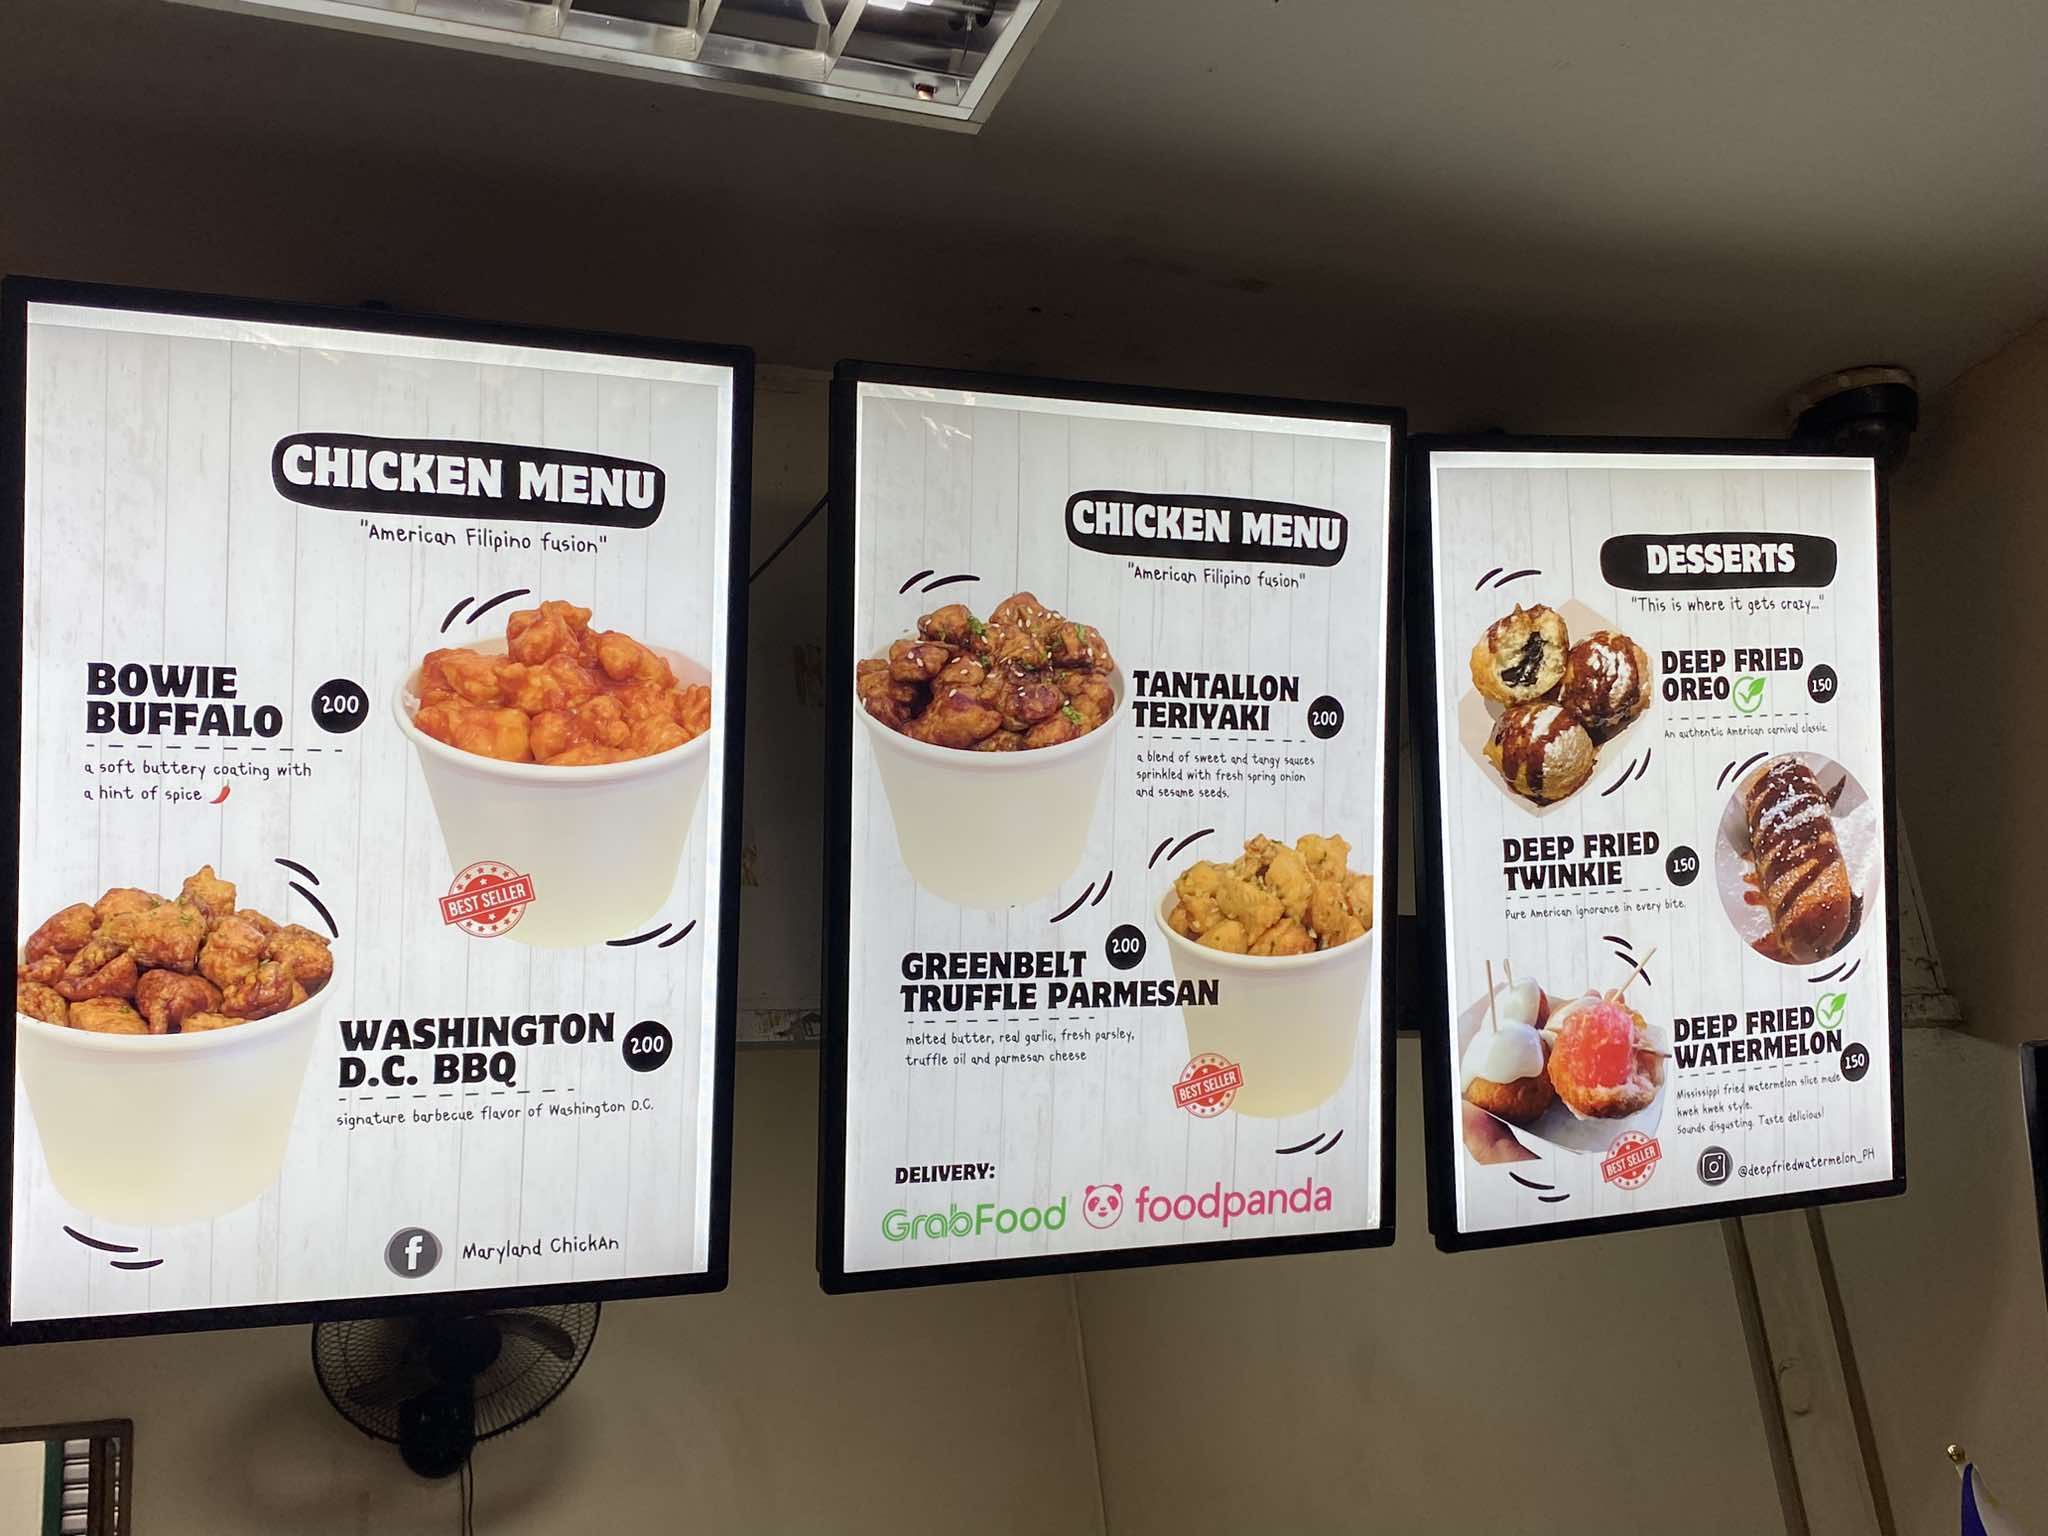 CHICKEN MENU
"American Filipino fusion"
BOWIE
BUFFALO
200
a soft buttery coating with
a hint of spice
BEST SELLER
WASHINGTON
D.C. BBQ
200
signature barbecue flavor of Washington D.C.
f
Maryland ChickAn
CHICKEN MENU
"American Filipino fusion"
TANTALLON
TERIYAKI
200
a blend of sweet and tangy sauces
sprinkled with fresh spring onion
and sesame seeds.
GREENBELT
TRUFFLE PARMESAN
200
melted butter, real garlic, fresh parsley,
truffle oil and parmesan cheese
BEST SELLER
DELIVERY:
GrabFood
foodpanda
DESSERTS
"This is where it gets crazy..."
DEEP FRIED
OREO
150
An authentic American carnival classic.
DEEP FRIED
TWINKIE
150
Pure American ignorance in every bite.
DEEP FRIED
WATERMELON
150
Mississippi fried watermelon slice made
kwek kwek style.
Sounds disgusting. Taste delicious!
BEST SELLER
@deepfriedwatermelon_PH